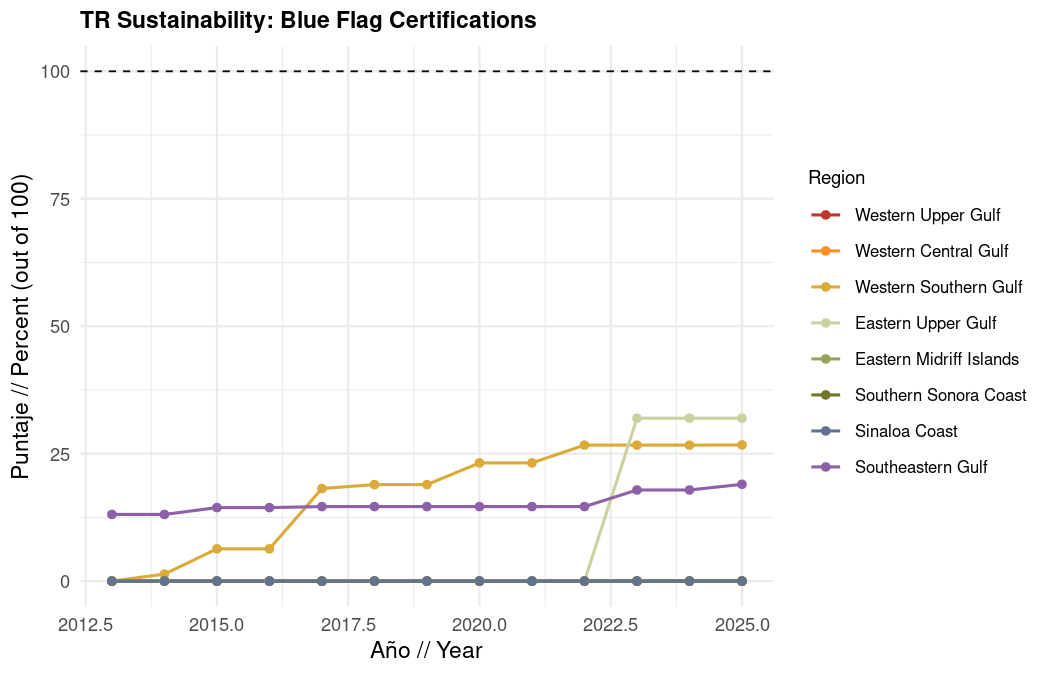 TR Sustainability: Blue Flag Certifications
Puntaje // Percent (out of 100)
100
75
50
25
0
2012.5
2015.0
2017.5
2020.0
2022.5
2025.0
Año // Year
Region
Western Upper Gulf
Western Central Gulf
Western Southern Gulf
Eastern Upper Gulf
Eastern Midriff Islands
Southern Sonora Coast
Sinaloa Coast
Southeastern Gulf